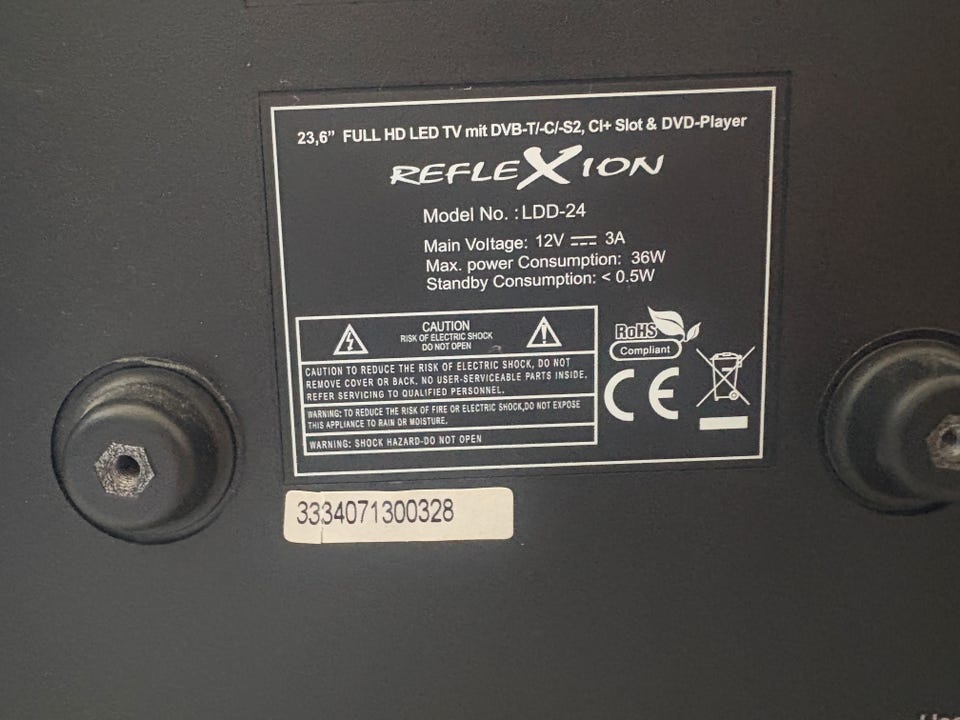 23,6” FULL HD LED TV mit DVB-T/-C/-S2, CI+ Slot & DVD-Player
REFLEXION
Model No. : LDD-24
Main Voltage: 12V ⎓ 3A
Max. power Consumption: 36W
Standby Consumption: < 0.5W
CAUTION
RISK OF ELECTRIC SHOCK
DO NOT OPEN
CAUTION TO REDUCE THE RISK OF ELECTRIC SHOCK, DO NOT
REMOVE COVER OR BACK. NO USER-SERVICEABLE PARTS INSIDE.
REFER SERVICING TO QUALIFIED PERSONNEL.
WARNING: TO REDUCE THE RISK OF FIRE OR ELECTRIC SHOCK,DO NOT EXPOSE
THIS APPLIANCE TO RAIN OR MOISTURE.
WARNING: SHOCK HAZARD-DO NOT OPEN
RoHS
Compliant
CE
3334071300328